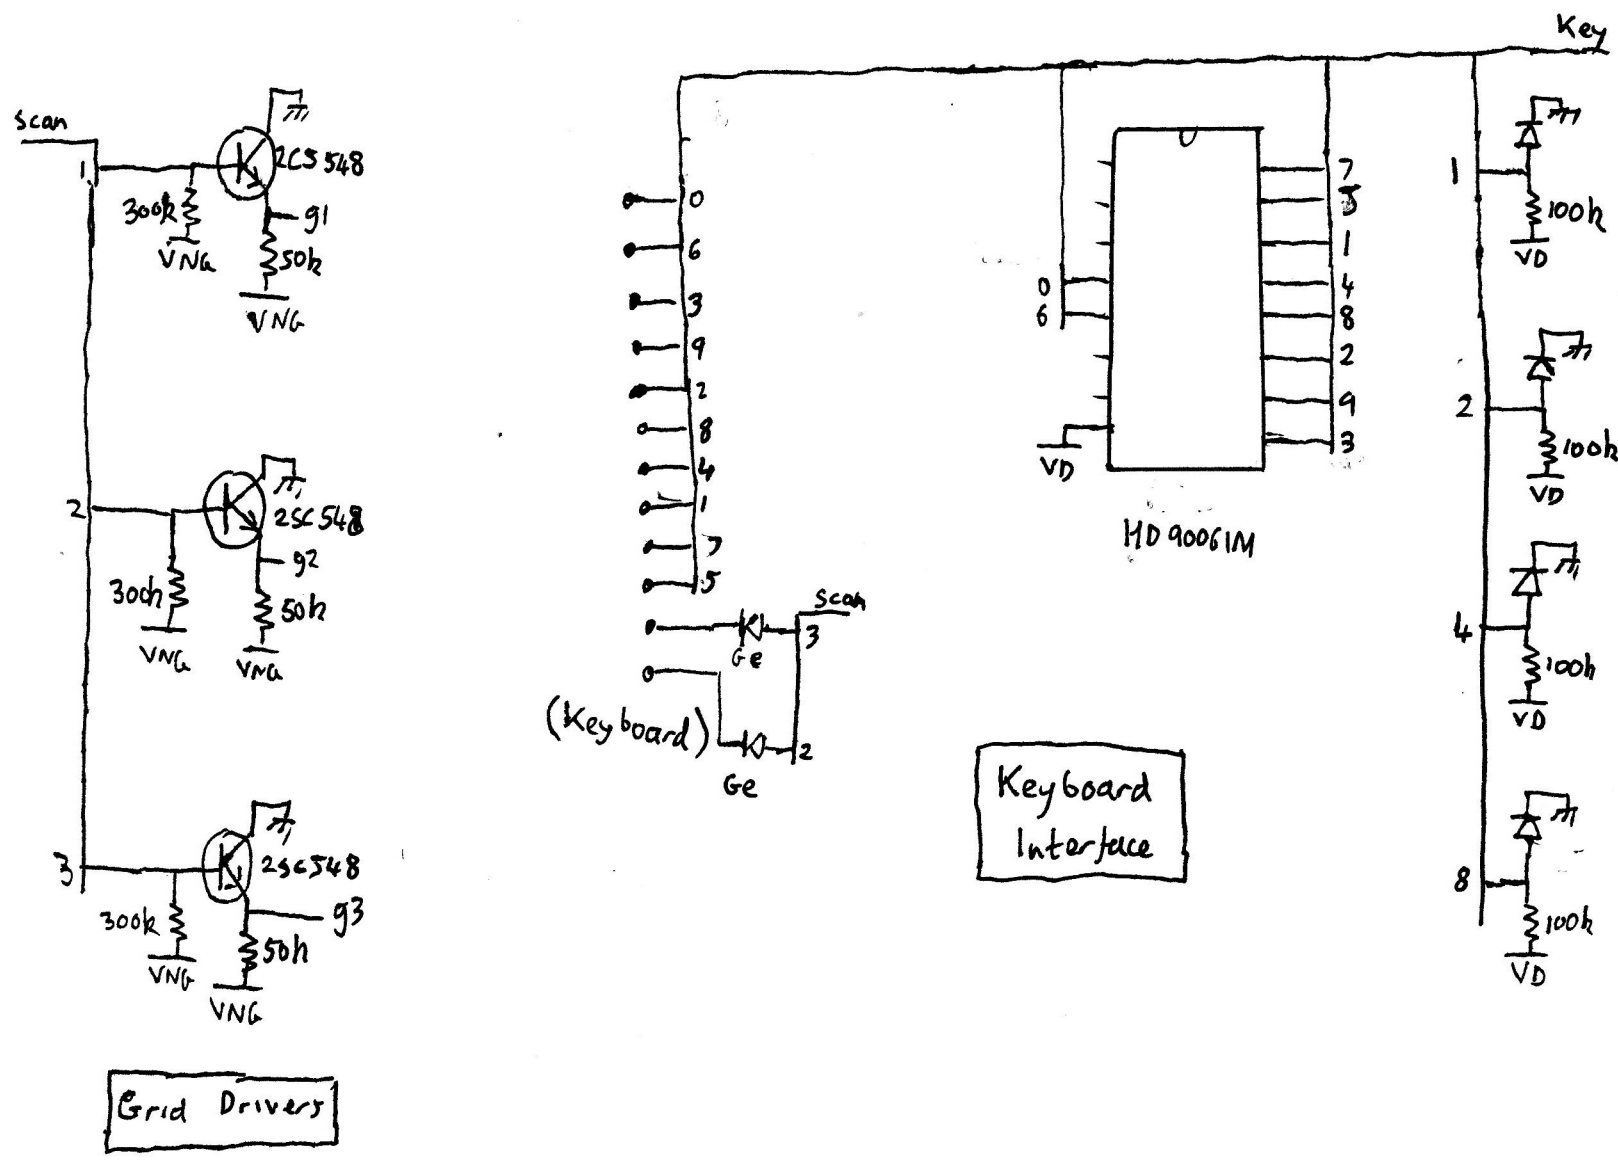 Key
scan
1
2CS548
300k
VNG
g1
50k
VNG
2
2SC548
300k
VNG
g2
50k
VNG
3
2SC548
300k
VNG
g3
50k
VNG
Grid Drivers
0
6
3
9
2
8
4
1
7
5
scan
3
Ge
2
Ge
(Keyboard)
0
6
VD
7
5
1
4
8
2
9
3
HD90061M
Keyboard
Interface
1
100k
VD
2
100k
VD
4
100k
VD
8
100k
VD